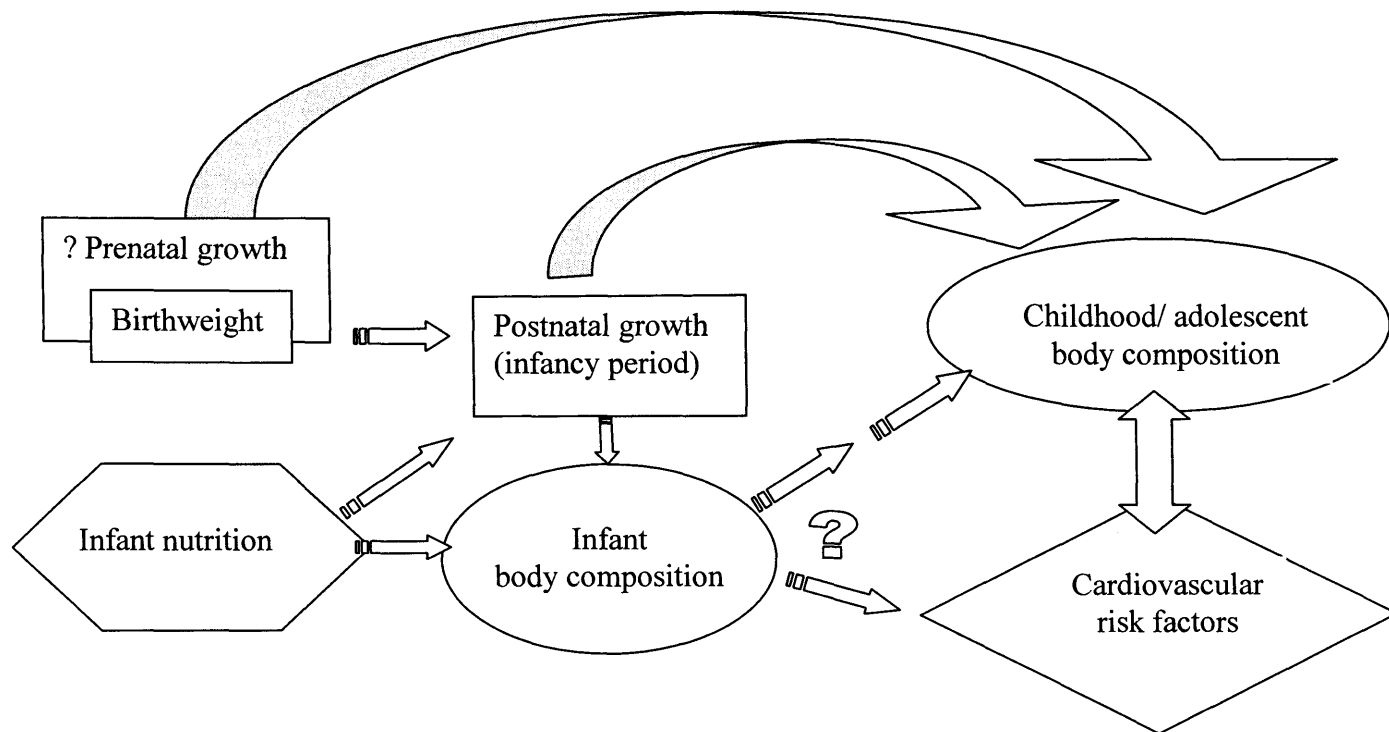 ? Prenatal growth
Birthweight
Postnatal growth
(infancy period)
Childhood/ adolescent
body composition
Infant nutrition
Infant
body composition
?
Cardiovascular
risk factors